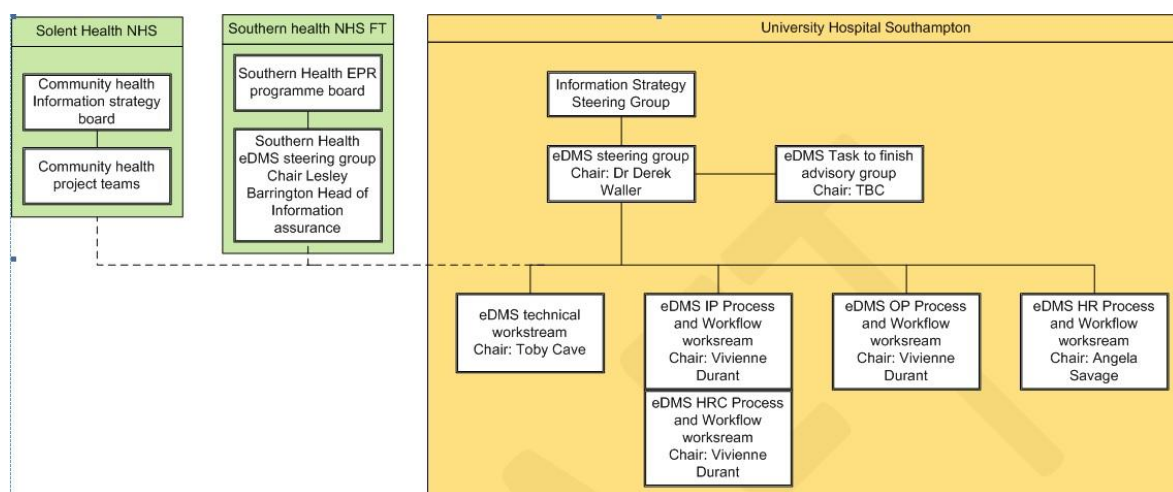 Solent Health NHS
Community health
Information strategy
board
Community health
project teams
Southern health NHS FT
Southern Health EPR
programme board
Southern Health
eDMS steering group
Chair Lesley
Barrington Head of
Information
assurance
University Hospital Southampton
Information Strategy
Steering Group
eDMS steering group
Chair: Dr Derek
Waller
eDMS Task to finish
advisory group
Chair: TBC
eDMS technical
workstream
Chair: Toby Cave
eDMS IP Process
and Workflow
worksream
Chair: Vivienne
Durant
eDMS HRC Process
and Workflow
worksream
Chair: Vivienne
Durant
eDMS OP Process
and Workflow
worksream
Chair: Vivienne
Durant
eDMS HR Process
and Workflow
worksream
Chair: Angela
Savage